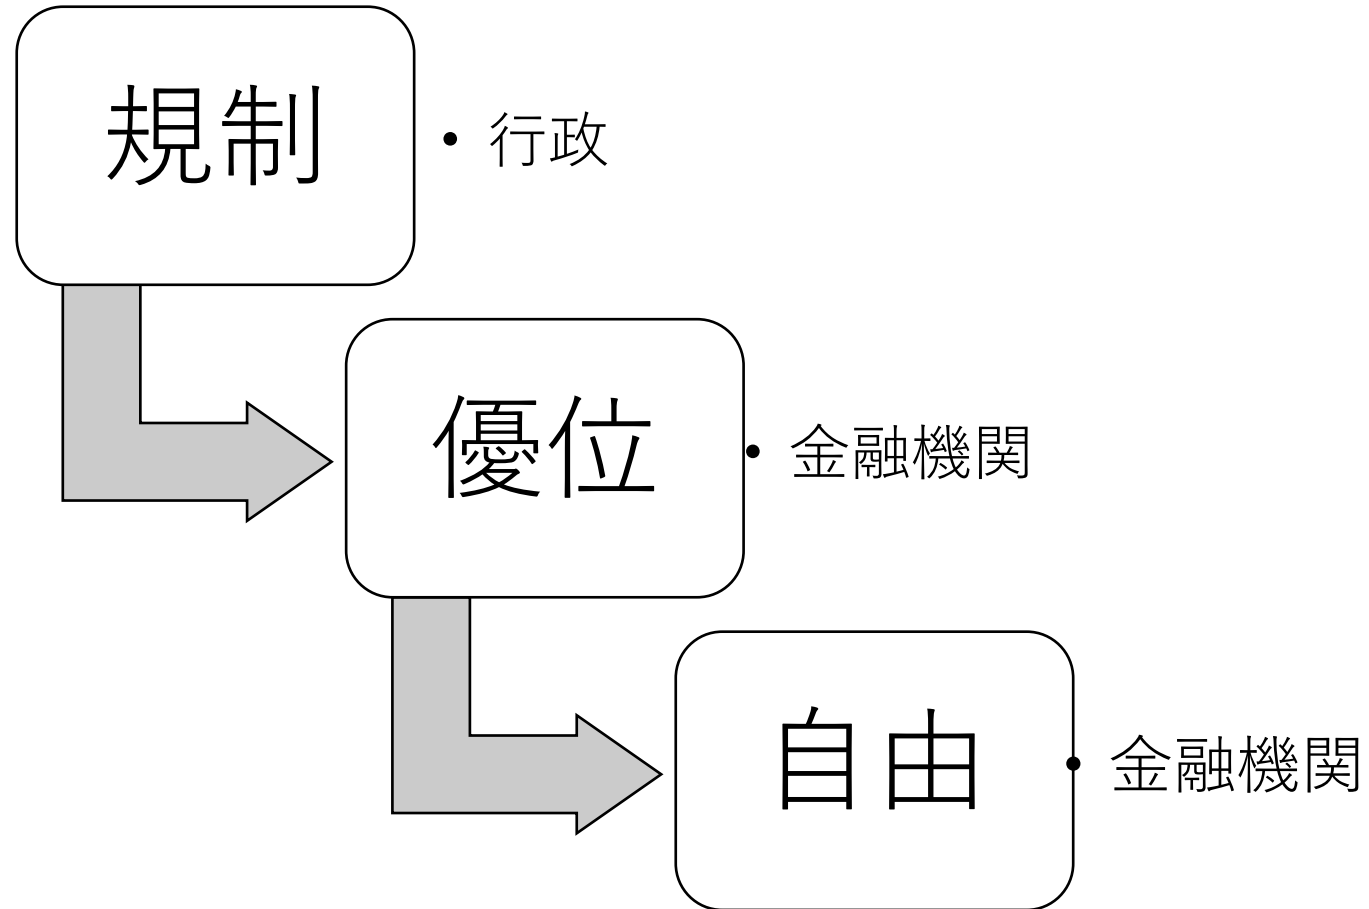 規制
• 行政
優位
• 金融機関
自由
• 金融機関